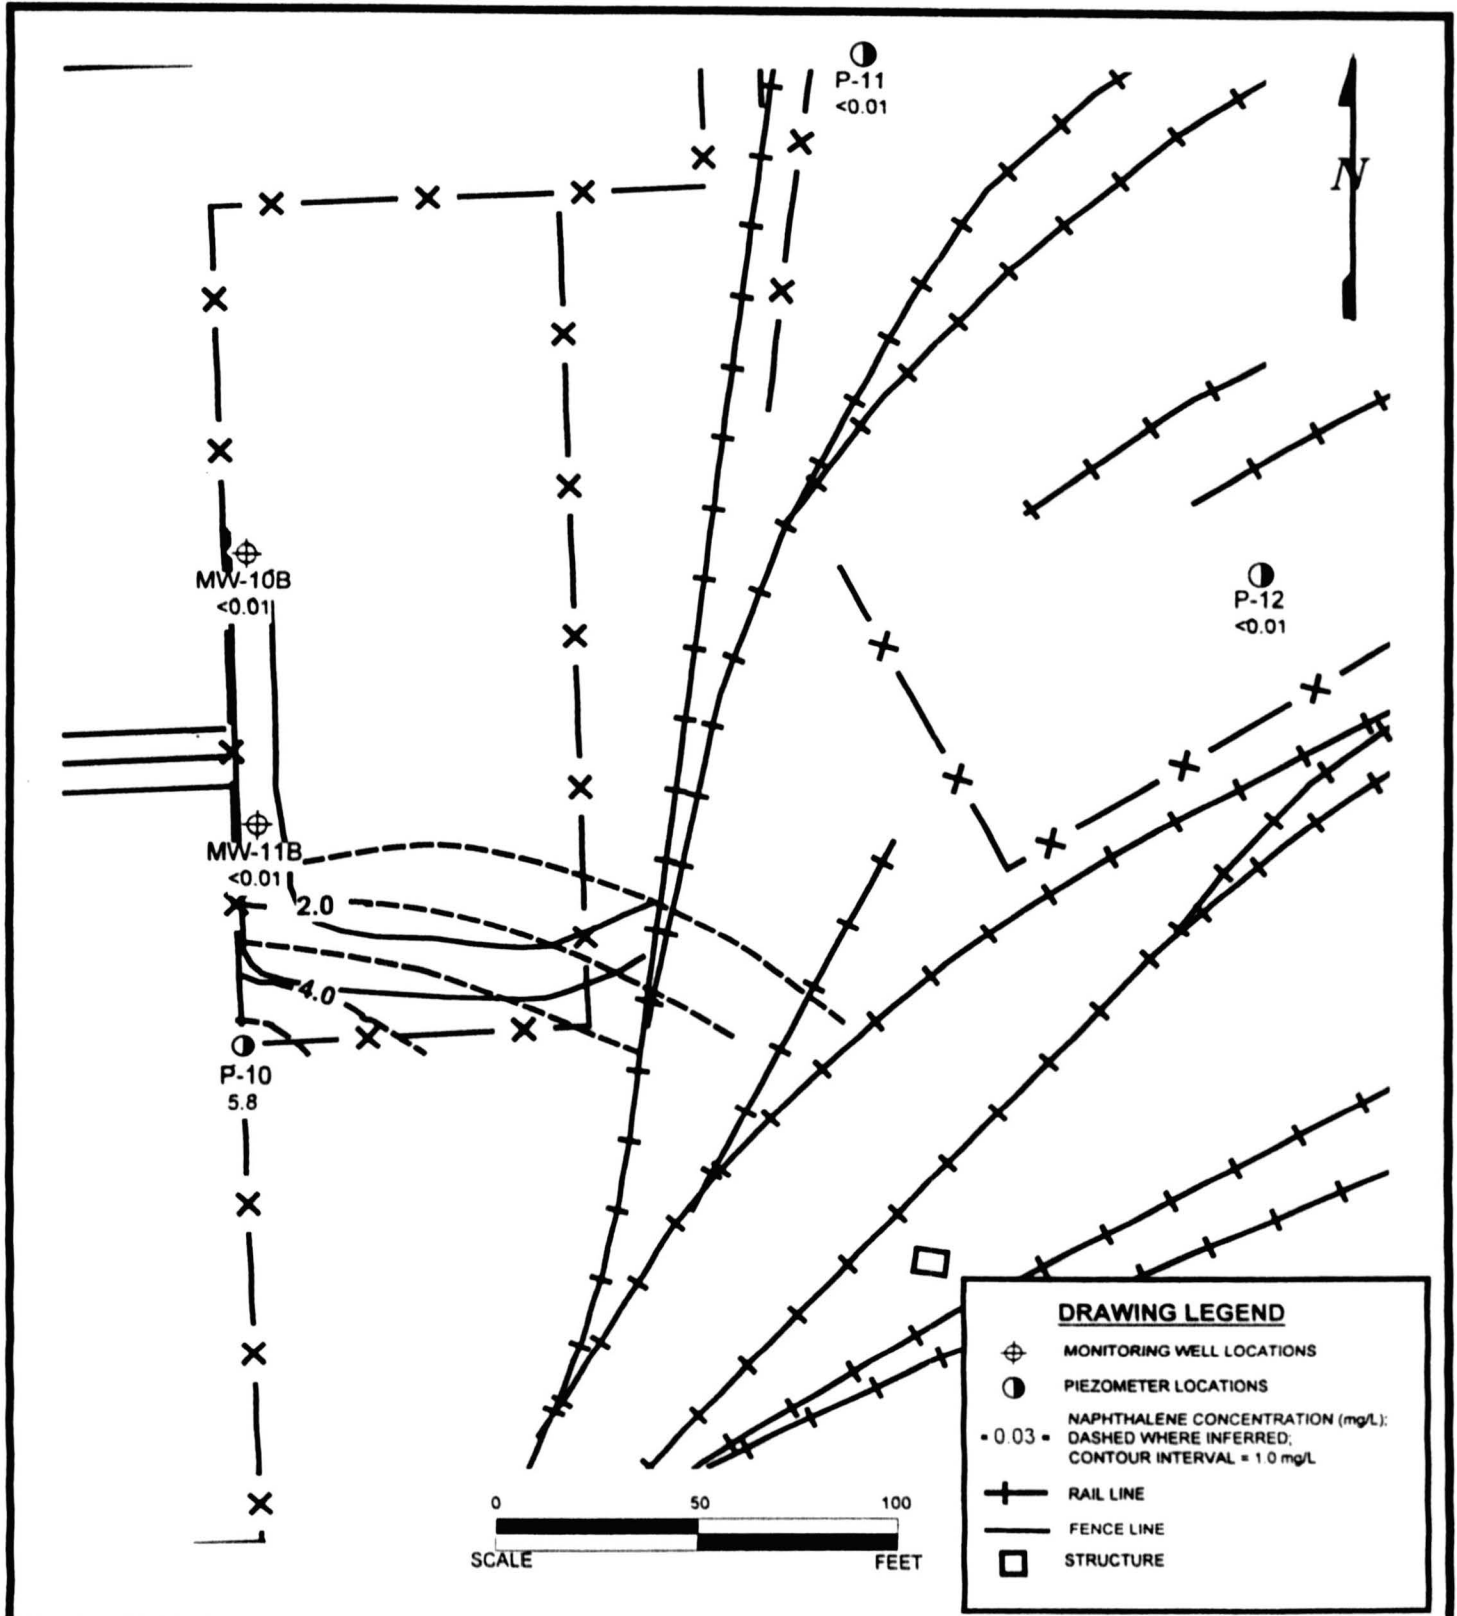 P-11
<0.01
N
MW-10B
<0.01
P-12
<0.01
MW-11B
<0.01
2.0
4.0
P-10
5.8
DRAWING LEGEND
MONITORING WELL LOCATIONS
PIEZOMETER LOCATIONS
- 0.03 -
NAPHTHALENE CONCENTRATION (mg/L);
DASHED WHERE INFERRED;
CONTOUR INTERVAL = 1.0 mg/L
RAIL LINE
FENCE LINE
STRUCTURE
0 50 100
SCALE FEET